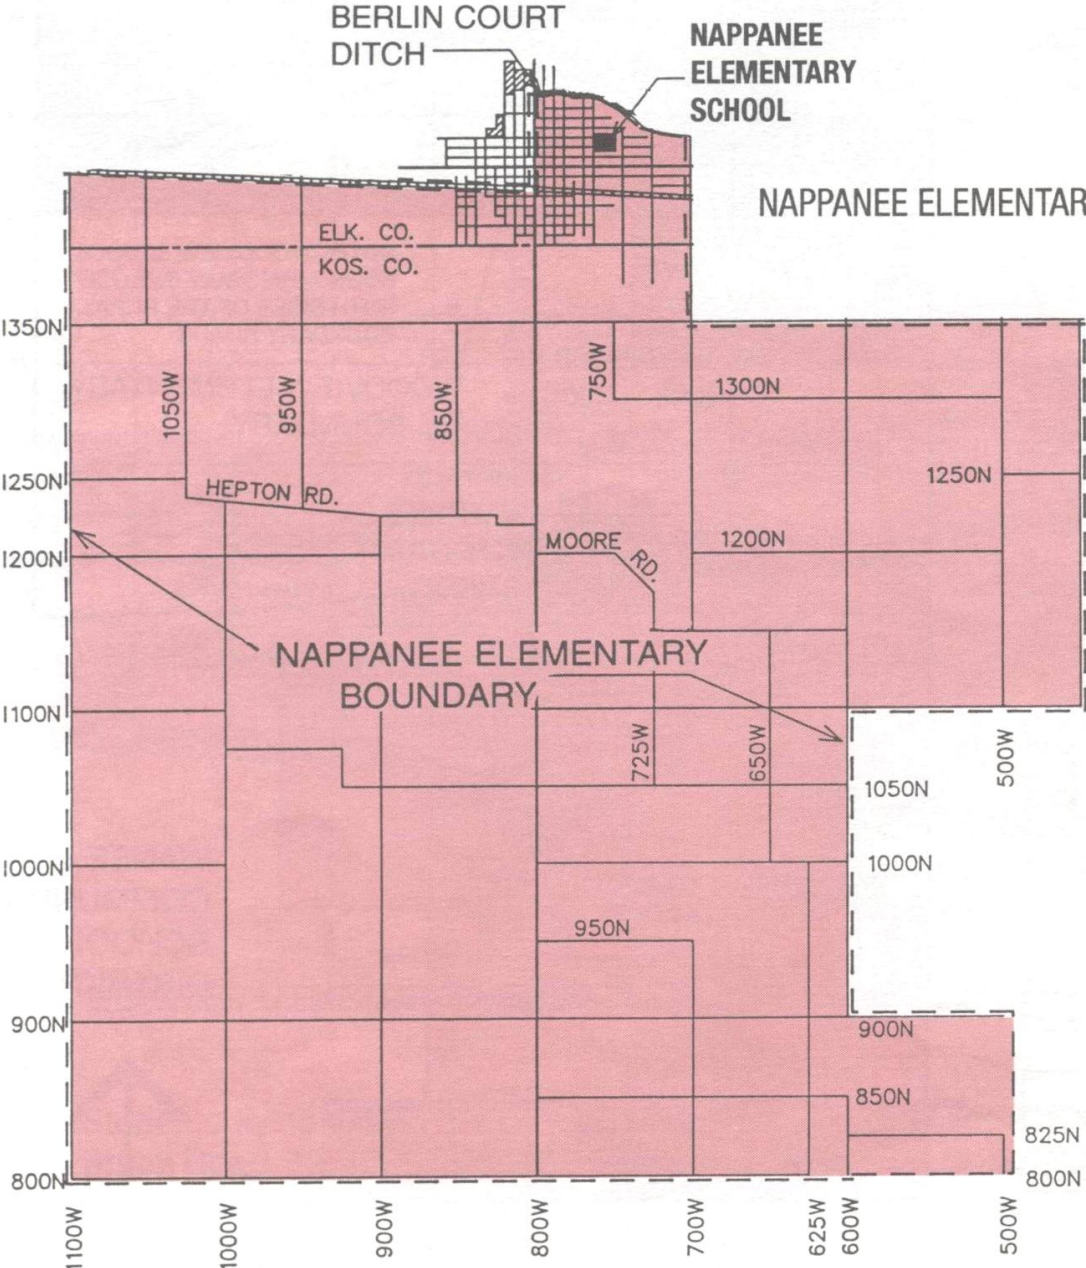 BERLIN COURT
DITCH
NAPPANEE
ELEMENTARY
SCHOOL
NAPPANEE ELEMENTAR
ELK. CO.
KOS. CO.
1350N
1050W
950W
850W
750W
1300N
1250N
1250N
HEPTON RD.
1200N
MOORE RD.
1200N
NAPPANEE ELEMENTARY
BOUNDARY
1100N
725W
650W
500W
1050N
1000N
1000N
950N
900N
900N
850N
825N
800N
800N
1100W
1000W
900W
800W
700W
625W
600W
500W